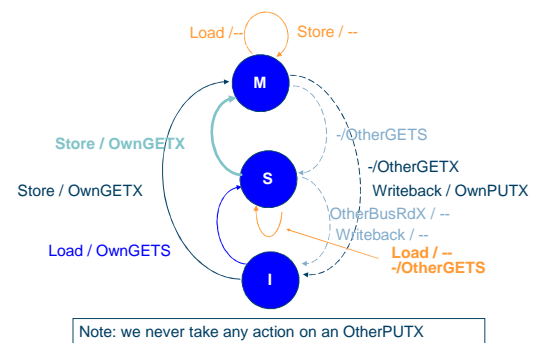 Load /--
Store / --
M
-/OtherGETS
Store / OwnGETX
-/OtherGETX
S
Store / OwnGETX
Writeback / OwnPUTX
OtherBusRdX / --
Writeback / --
Load / OwnGETS
Load / --
-/OtherGETS
I
Note: we never take any action on an OtherPUTX